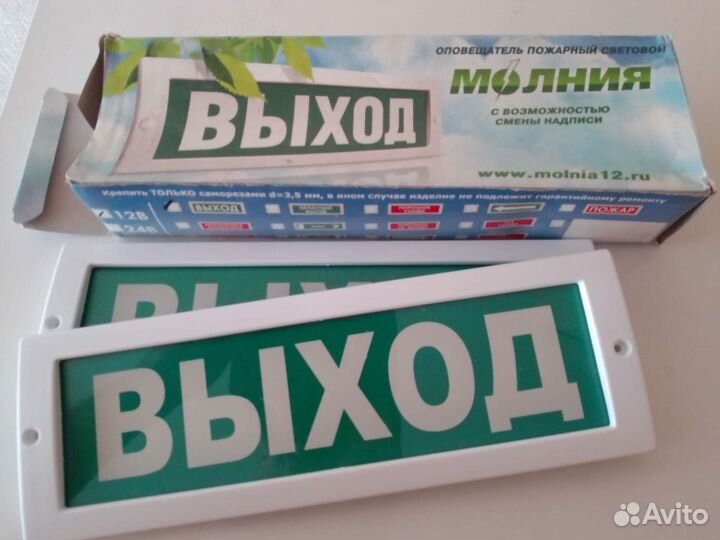 ОПОВЕЩАТЕЛЬ ПОЖАРНЫЙ СВЕТОВОЙ
МОЛНИЯ
С ВОЗМОЖНОСТЬЮ
СМЕНЫ НАДПИСИ
www.molnia12.ru
ВЫХОД
Крепить ТОЛЬКО саморезами d=3,5 мм, в ином случае изделие не подлежит гарантийному ремонту
12В ВЫХОД ПОЖАР
24В
ВЫХОД
ВЫХОД
Avito